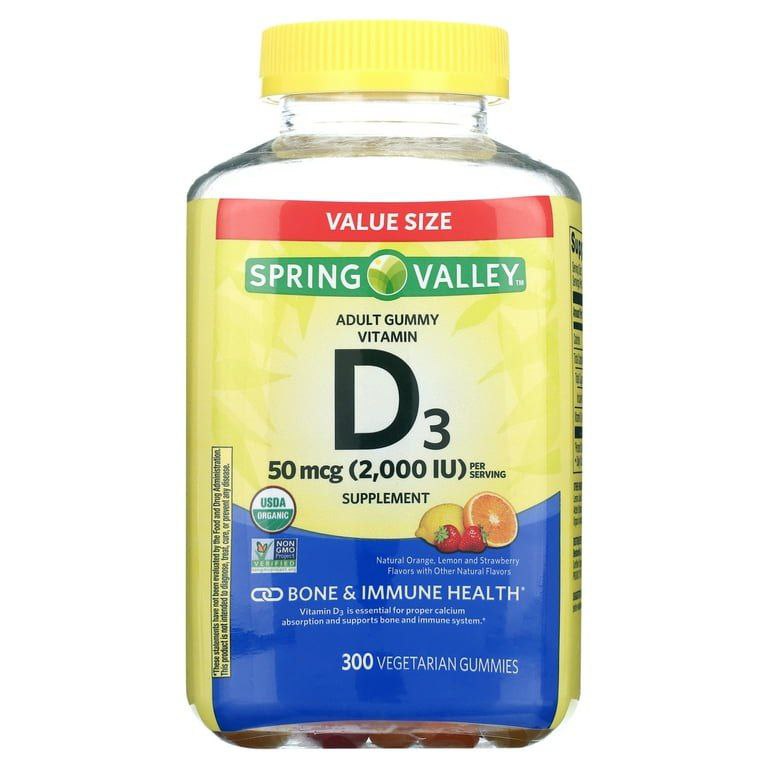 VALUE SIZE
SPRING VALLEY™
ADULT GUMMY
VITAMIN
D3
50 mcg (2,000 IU) PER SERVING
SUPPLEMENT
USDA
ORGANIC
NON
GMO
Project
VERIFIED
Natural Orange, Lemon and Strawberry
Flavors with Other Natural Flavors
BONE & IMMUNE HEALTH*
Vitamin D3 is essential for proper calcium
absorption and supports bone and immune system.*
300 VEGETARIAN GUMMIES
*These statements have not been evaluated by the Food and Drug Administration.
This product is not intended to diagnose, treat, cure, or prevent any disease.